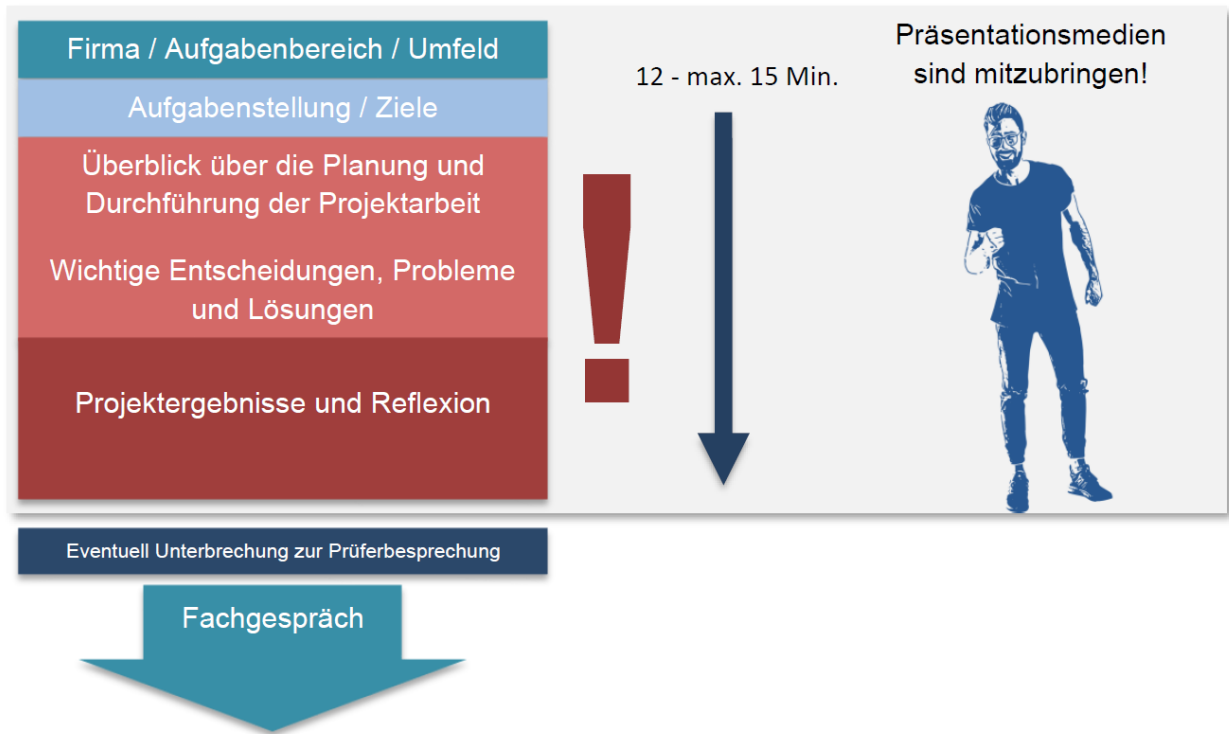 Firma / Aufgabenbereich / Umfeld
Aufgabenstellung / Ziele
Überblick über die Planung und
Durchführung der Projektarbeit
Wichtige Entscheidungen, Probleme
und Lösungen
Projektergebnisse und Reflexion
!
12 - max. 15 Min.
Präsentationsmedien
sind mitzubringen!
Eventuell Unterbrechung zur Prüferbesprechung
Fachgespräch